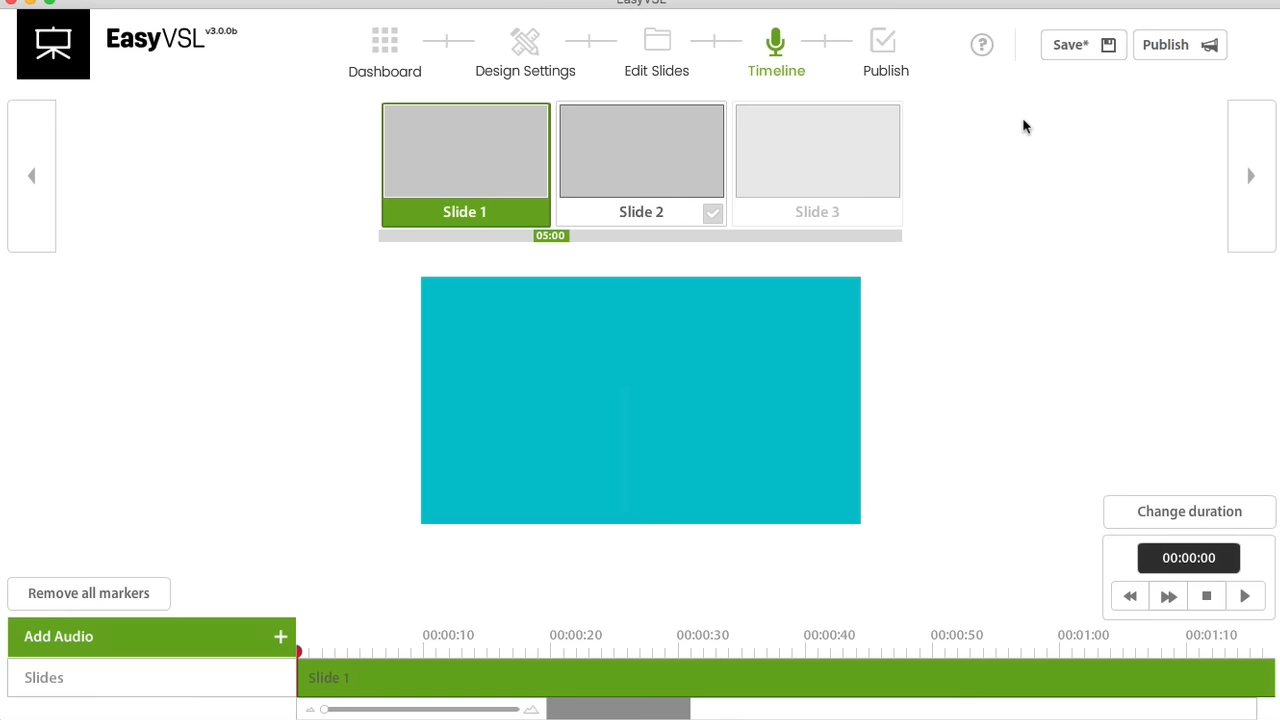 EasyVSL
EasyVSL v3.0.0b
Dashboard
Design Settings
Edit Slides
Timeline
Publish
?
Save*
Publish
Slide 1
Slide 2
Slide 3
05:00
Change duration
00:00:00
Remove all markers
Add Audio +
00:00:10 00:00:20 00:00:30 00:00:40 00:00:50 00:01:00 00:01:10
Slides
Slide 1